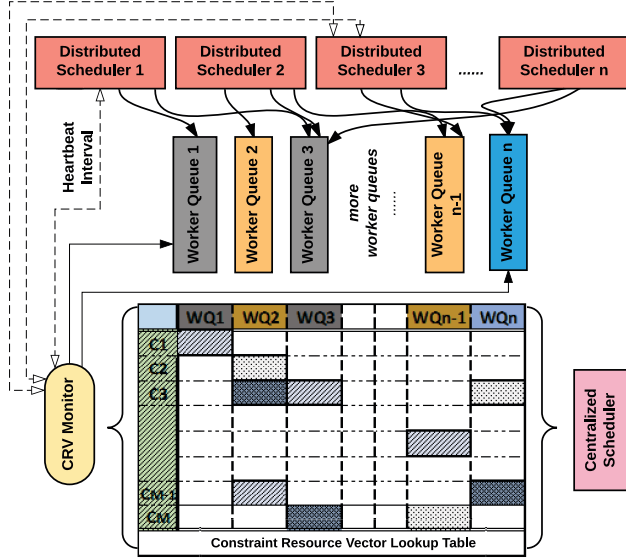 Distributed
Scheduler 1
Distributed
Scheduler 2
Distributed
Scheduler 3
......
Distributed
Scheduler n
Heartbeat
Interval
Worker Queue 1
Worker Queue 2
Worker Queue 3
more
worker queues
......
Worker Queue
n-1
Worker Queue n
WQ1 WQ2 WQ3 WQn-1 WQn
C1
C2
C3
CM-1
CM
Constraint Resource Vector Lookup Table
CRV Monitor
Centralized
Scheduler